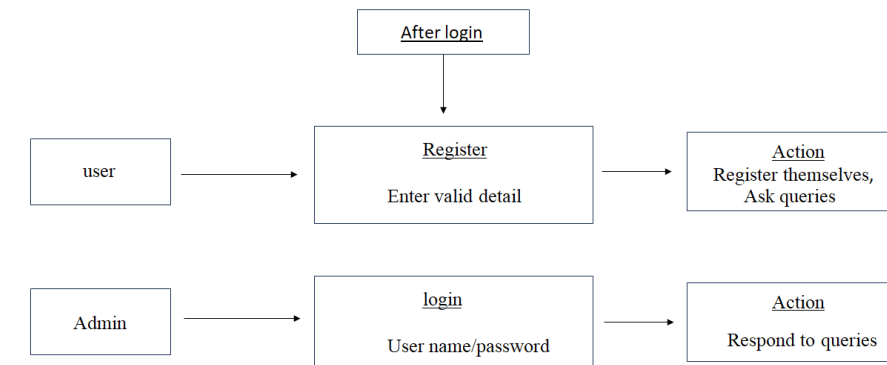 After login
user
Register
Enter valid detail
Action
Register themselves,
Ask queries
Admin
login
User name/password
Action
Respond to queries